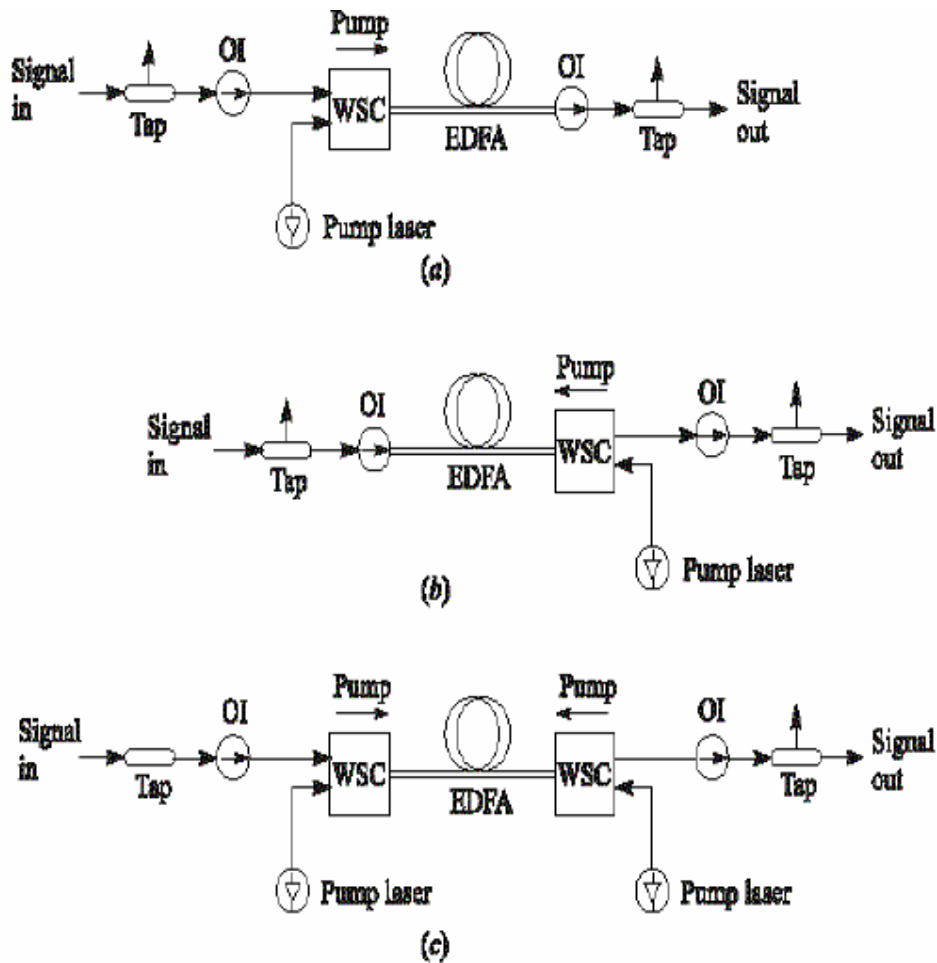 Pump
Signal in
OI
Tap
WSC
EDFA
OI
Tap
Signal out
Pump laser
(a)
Pump
Signal in
Tap
OI
EDFA
WSC
OI
Tap
Signal out
Pump laser
(b)
Pump
Pump
Signal in
Tap
OI
WSC
EDFA
WSC
OI
Tap
Signal out
Pump laser
Pump laser
(c)